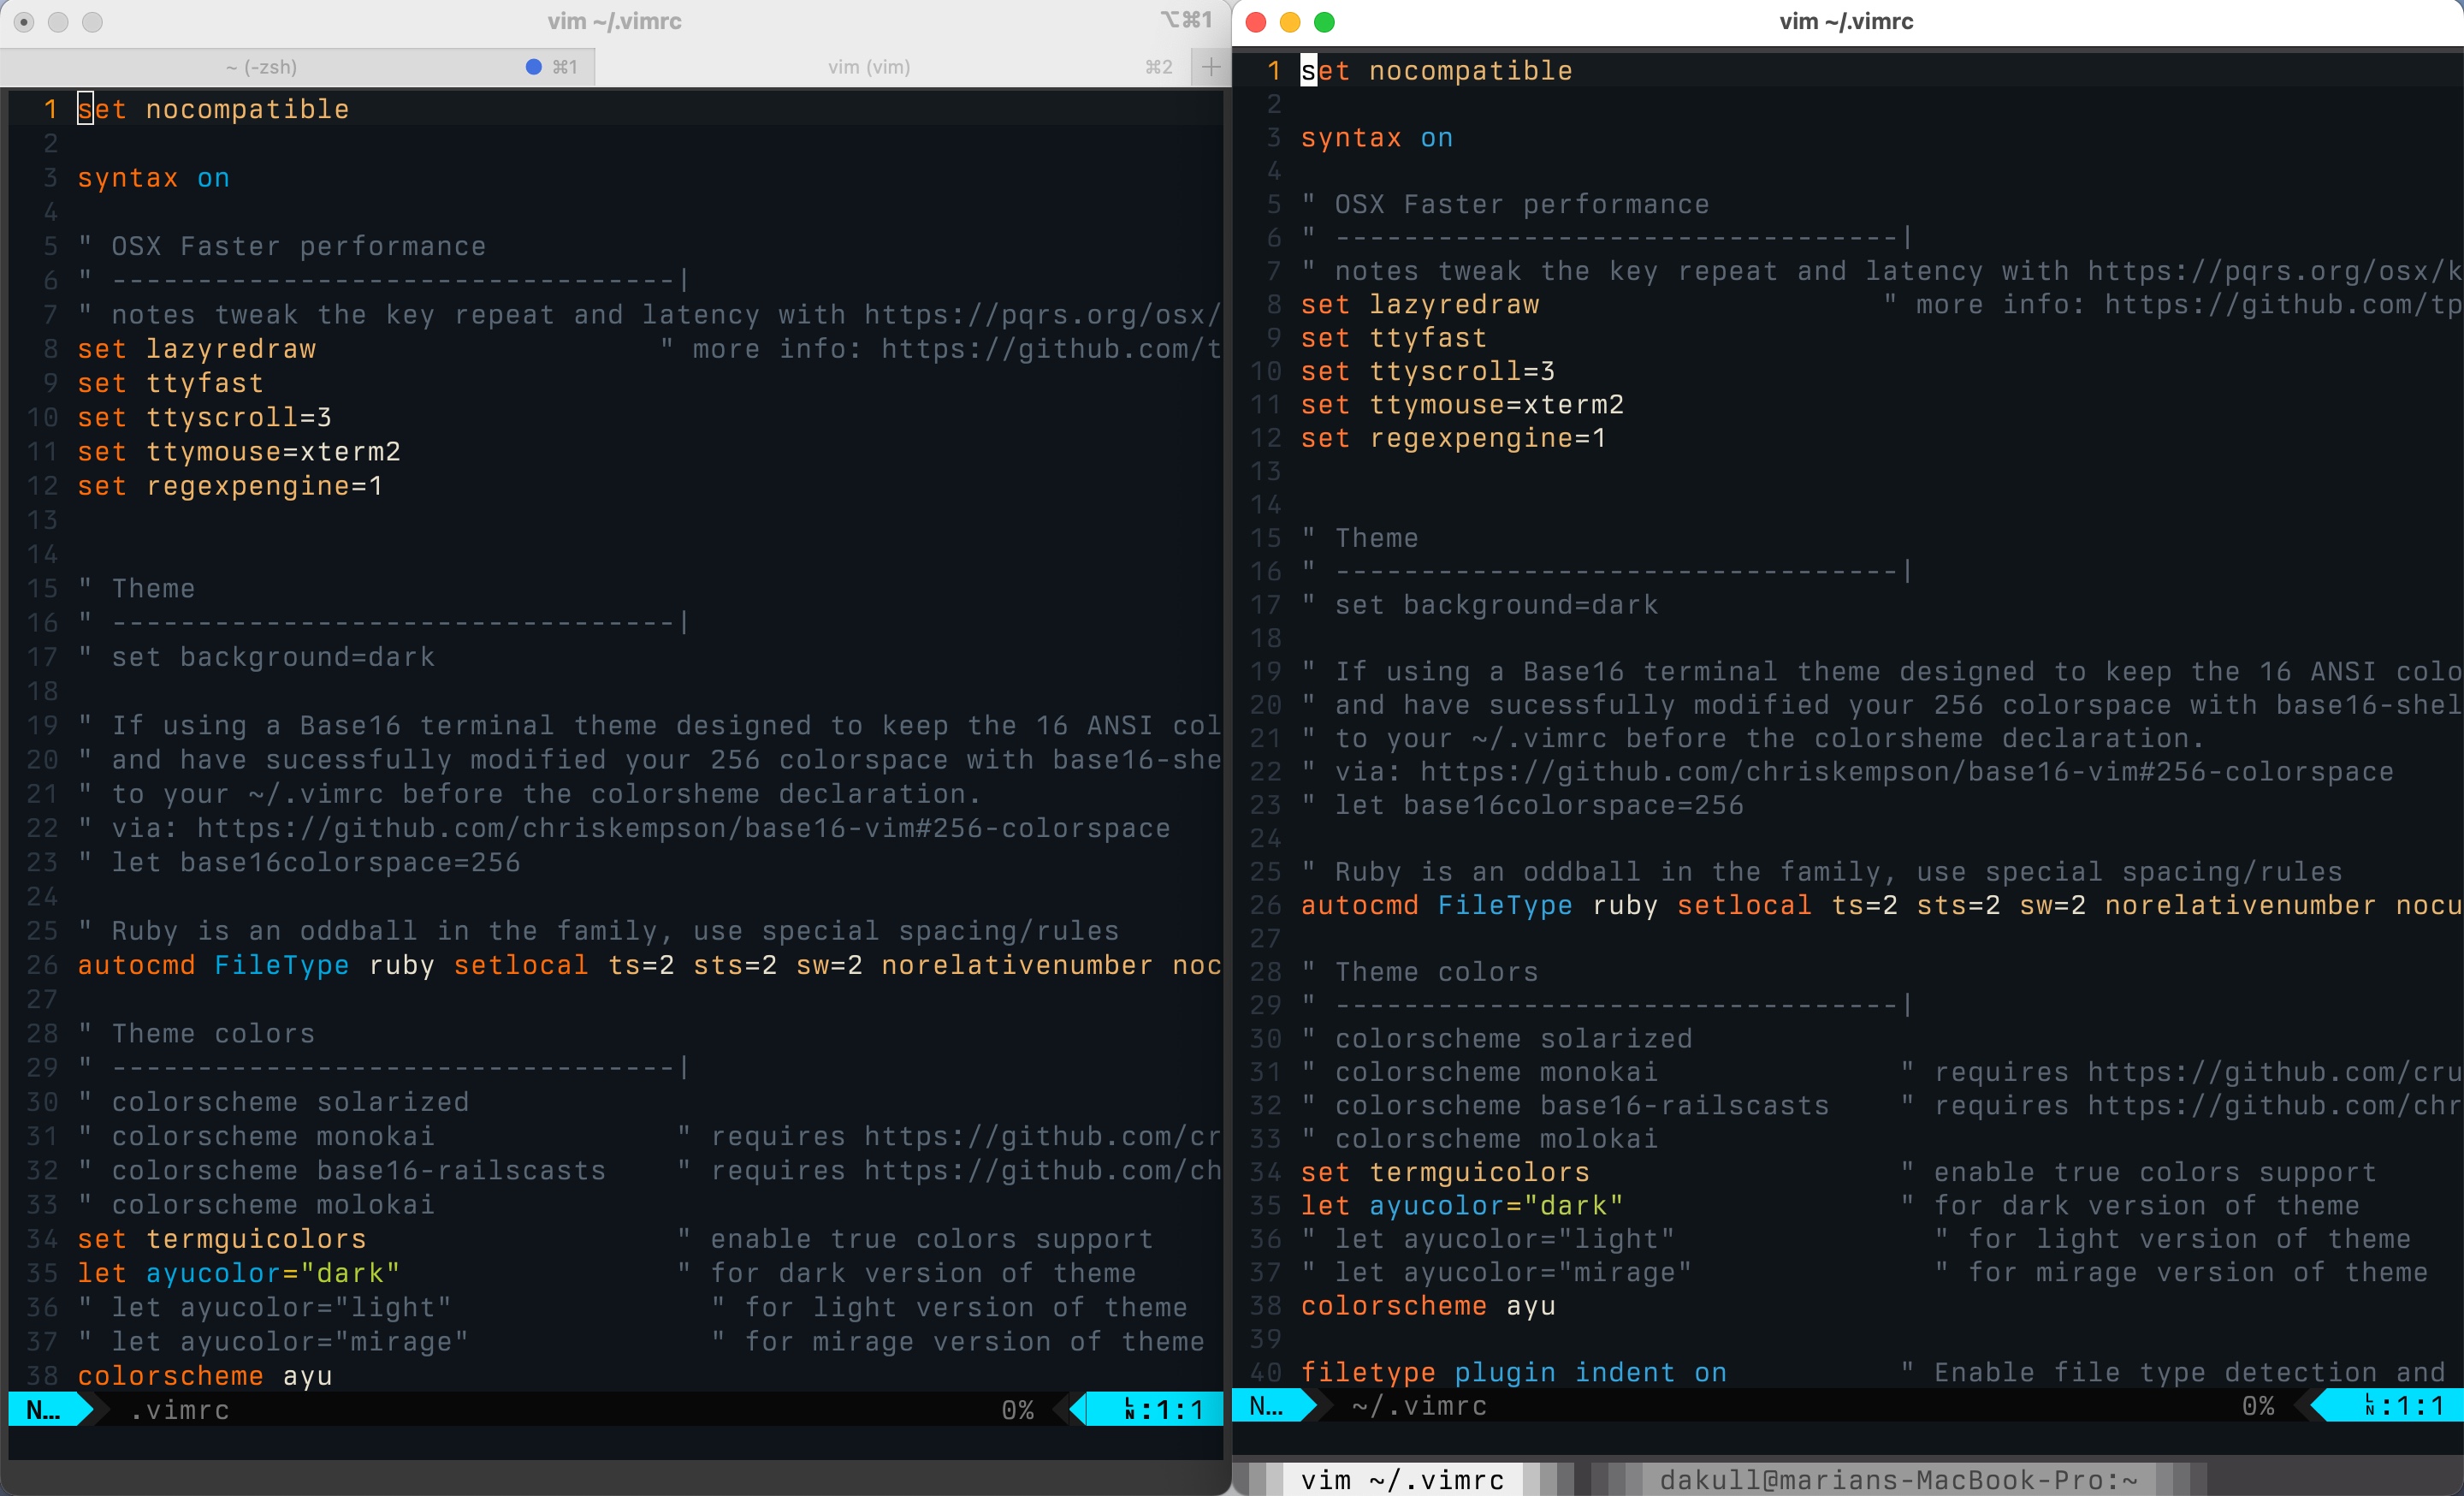 vim ~/.vimrc
⌥⌘1
~ (-zsh) ⌘1
vim (vim) ⌘2 +
1 set nocompatible
2
3 syntax on
4
5 " OSX Faster performance
6 " ---------------------------------|
7 " notes tweak the key repeat and latency with https://pqrs.org/osx/
8 set lazyredraw                    " more info: https://github.com/t
9 set ttyfast
10 set ttyscroll=3
11 set ttymouse=xterm2
12 set regexpengine=1
13
14
15 " Theme
16 " ---------------------------------|
17 " set background=dark
18
19 " If using a Base16 terminal theme designed to keep the 16 ANSI col
20 " and have sucessfully modified your 256 colorspace with base16-she
21 " to your ~/.vimrc before the colorsheme declaration.
22 " via: https://github.com/chriskempson/base16-vim#256-colorspace
23 " let base16colorspace=256
24
25 " Ruby is an oddball in the family, use special spacing/rules
26 autocmd FileType ruby setlocal ts=2 sts=2 sw=2 norelativenumber noc
27
28 " Theme colors
29 " ---------------------------------|
30 " colorscheme solarized
31 " colorscheme monokai              " requires https://github.com/cr
32 " colorscheme base16-railscasts    " requires https://github.com/ch
33 " colorscheme molokai
34 set termguicolors                  " enable true colors support
35 let ayucolor="dark"                " for dark version of theme
36 " let ayucolor="light"               " for light version of theme
37 " let ayucolor="mirage"              " for mirage version of theme
38 colorscheme ayu
N… .vimrc 0% LN:1:1
vim ~/.vimrc
1 set nocompatible
2
3 syntax on
4
5 " OSX Faster performance
6 " ---------------------------------|
7 " notes tweak the key repeat and latency with https://pqrs.org/osx/k
8 set lazyredraw                    " more info: https://github.com/tp
9 set ttyfast
10 set ttyscroll=3
11 set ttymouse=xterm2
12 set regexpengine=1
13
14
15 " Theme
16 " ---------------------------------|
17 " set background=dark
18
19 " If using a Base16 terminal theme designed to keep the 16 ANSI colo
20 " and have sucessfully modified your 256 colorspace with base16-shel
21 " to your ~/.vimrc before the colorsheme declaration.
22 " via: https://github.com/chriskempson/base16-vim#256-colorspace
23 " let base16colorspace=256
24
25 " Ruby is an oddball in the family, use special spacing/rules
26 autocmd FileType ruby setlocal ts=2 sts=2 sw=2 norelativenumber nocu
27
28 " Theme colors
29 " ---------------------------------|
30 " colorscheme solarized
31 " colorscheme monokai              " requires https://github.com/cru
32 " colorscheme base16-railscasts    " requires https://github.com/chr
33 " colorscheme molokai
34 set termguicolors                  " enable true colors support
35 let ayucolor="dark"                " for dark version of theme
36 " let ayucolor="light"               " for light version of theme
37 " let ayucolor="mirage"              " for mirage version of theme
38 colorscheme ayu
39
40 filetype plugin indent on          " Enable file type detection and
N… ~/.vimrc 0% LN:1:1
vim ~/.vimrc dakull@marians-MacBook-Pro:~